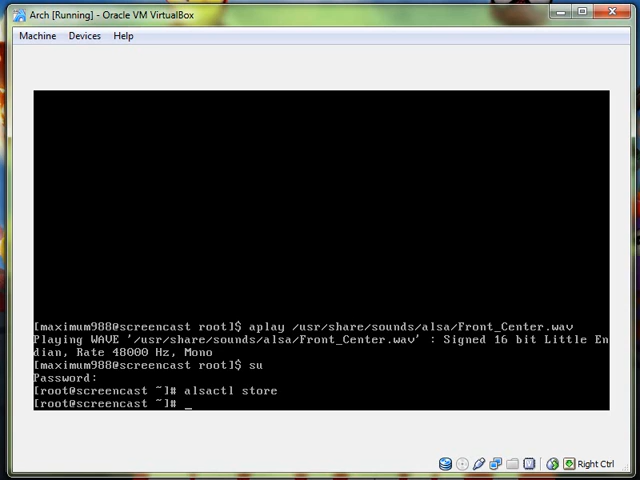 Arch [Running] - Oracle VM VirtualBox
Machine Devices Help
[maximum988@screencast root]$ aplay /usr/share/sounds/alsa/Front_Center.wav
Playing WAVE '/usr/share/sounds/alsa/Front_Center.wav' : Signed 16 bit Little En
dian, Rate 48000 Hz, Mono
[maximum988@screencast root]$ su
Password:
[root@screencast ~]# alsactl store
[root@screencast ~]# _
Right Ctrl